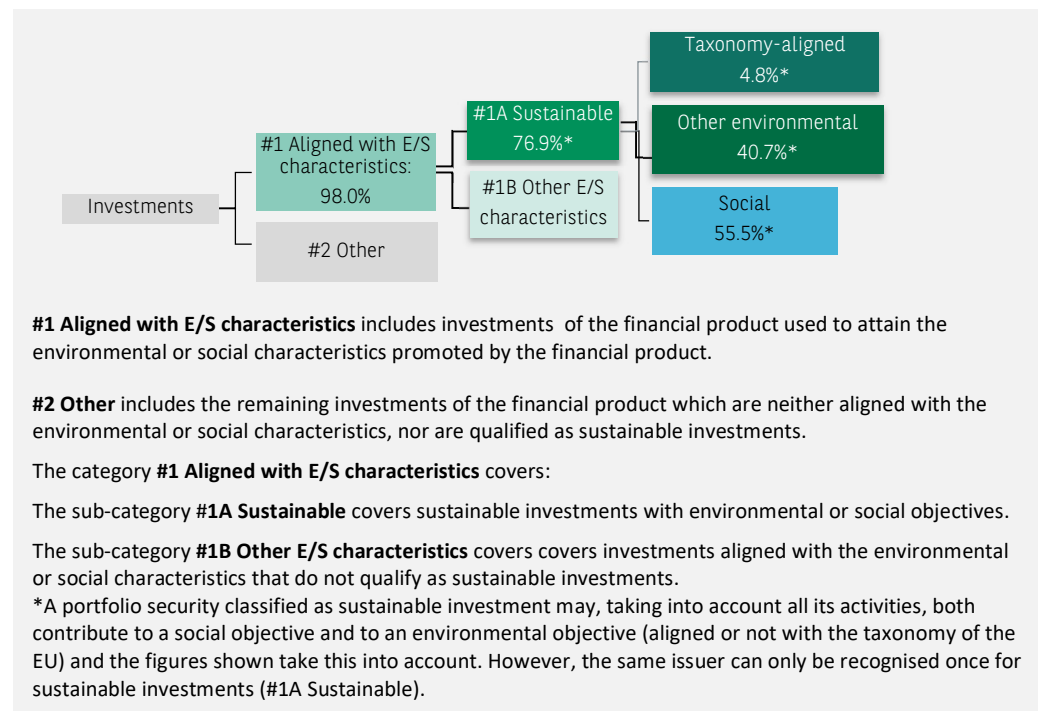 Investments
#1 Aligned with E/S
characteristics:
98.0%
#2 Other
#1A Sustainable
76.9%*
#1B Other E/S
characteristics
Taxonomy-aligned
4.8%*
Other environmental
40.7%*
Social
55.5%*
#1 Aligned with E/S characteristics includes investments of the financial product used to attain the
environmental or social characteristics promoted by the financial product.
#2 Other includes the remaining investments of the financial product which are neither aligned with the
environmental or social characteristics, nor are qualified as sustainable investments.
The category #1 Aligned with E/S characteristics covers:
The sub-category #1A Sustainable covers sustainable investments with environmental or social objectives.
The sub-category #1B Other E/S characteristics covers covers investments aligned with the environmental
or social characteristics that do not qualify as sustainable investments.
*A portfolio security classified as sustainable investment may, taking into account all its activities, both
contribute to a social objective and to an environmental objective (aligned or not with the taxonomy of the
EU) and the figures shown take this into account. However, the same issuer can only be recognised once for
sustainable investments (#1A Sustainable).